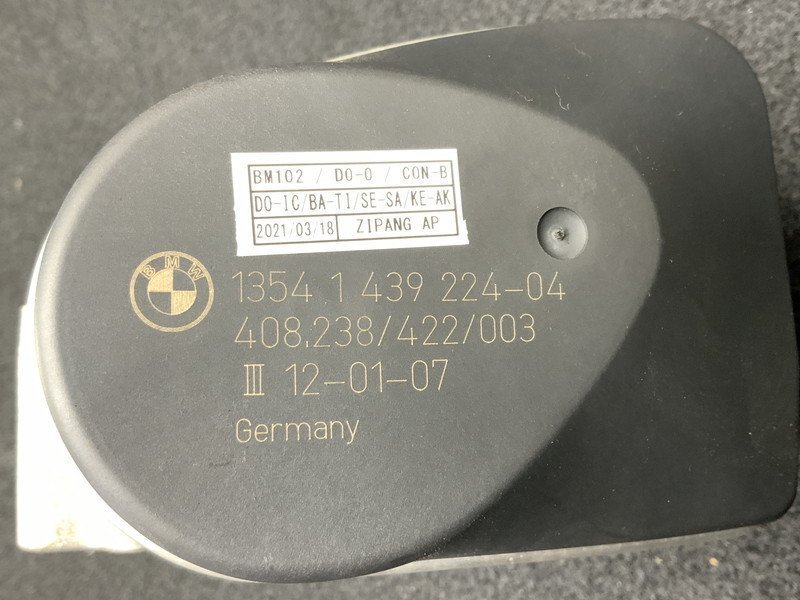 BM102 / DO-O / CON-B
DO-IC/BA-TI/SE-SA/KE-AK
2021/03/18 ZIPANG AP
BMW
1354 1 439 224-04
408.238/422/003
III 12-01-07
Germany